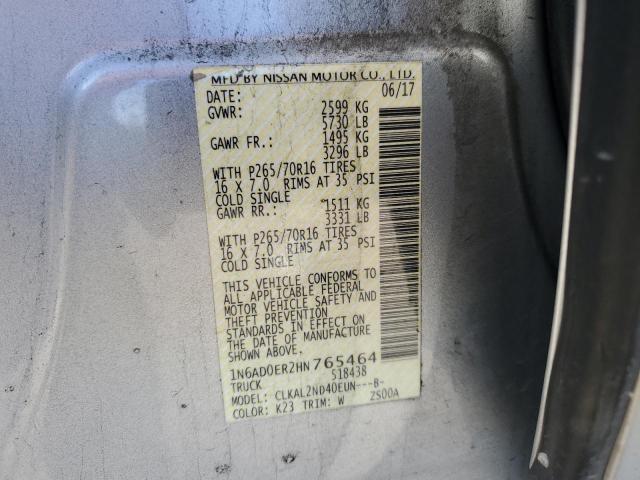 MFD BY NISSAN MOTOR CO., LTD.
DATE: 06/17
GVWR: 2599 KG
5730 LB
GAWR FR.: 1495 KG
3296 LB
WITH P265/70R16 TIRES
16 X 7.0 RIMS AT 35 PSI
COLD SINGLE
GAWR RR.: 1511 KG
3331 LB
WITH P265/70R16 TIRES
16 X 7.0 RIMS AT 35 PSI
COLD SINGLE
THIS VEHICLE CONFORMS TO
ALL APPLICABLE FEDERAL
MOTOR VEHICLE SAFETY AND
THEFT PREVENTION
STANDARDS IN EFFECT ON
THE DATE OF MANUFACTURE
SHOWN ABOVE.
1N6AD0ER2HN765464
518438
TRUCK
MODEL: CLKAL2ND40EUN---B-
COLOR: K23 TRIM: W ZS00A